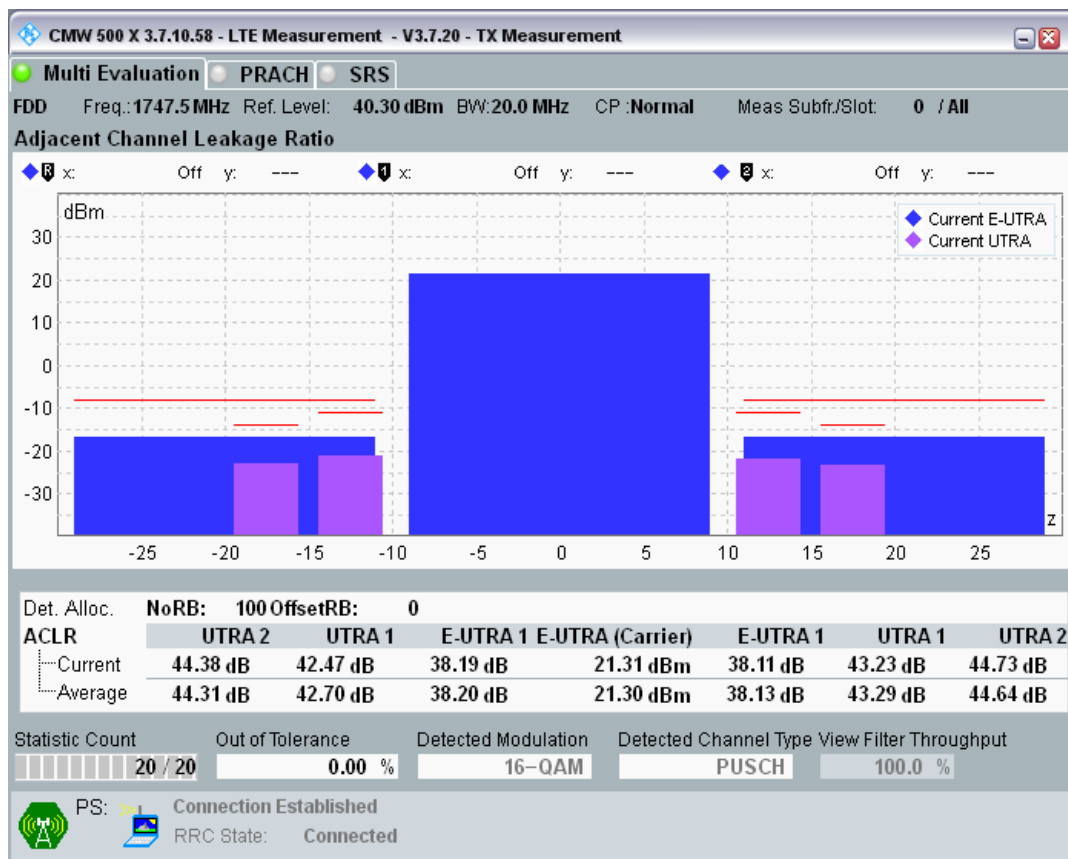 CMW 500 X 3.7.10.58 - LTE Measurement - V3.7.20 - TX Measurement
Multi Evaluation PRACH SRS
FDD Freq.:1747.5 MHz Ref. Level: 40.30 dBm BW:20.0 MHz CP :Normal Meas Subfr./Slot: 0 / All
Adjacent Channel Leakage Ratio
R x: Off y: --- 1 x: Off y: --- 2 x: Off y: ---
dBm
Current E-UTRA
Current UTRA
30
20
10
0
-10
-20
-30
z
-25 -20 -15 -10 -5 0 5 10 15 20 25
Det. Alloc. NoRB: 100 OffsetRB: 0
ACLR UTRA 2 UTRA 1 E-UTRA 1 E-UTRA (Carrier) E-UTRA 1 UTRA 1 UTRA 2
Current 44.38 dB 42.47 dB 38.19 dB 21.31 dBm 38.11 dB 43.23 dB 44.73 dB
Average 44.31 dB 42.70 dB 38.20 dB 21.30 dBm 38.13 dB 43.29 dB 44.64 dB
Statistic Count Out of Tolerance Detected Modulation Detected Channel Type View Filter Throughput
20 / 20 0.00 % 16-QAM PUSCH 100.0 %
PS: Connection Established
RRC State: Connected